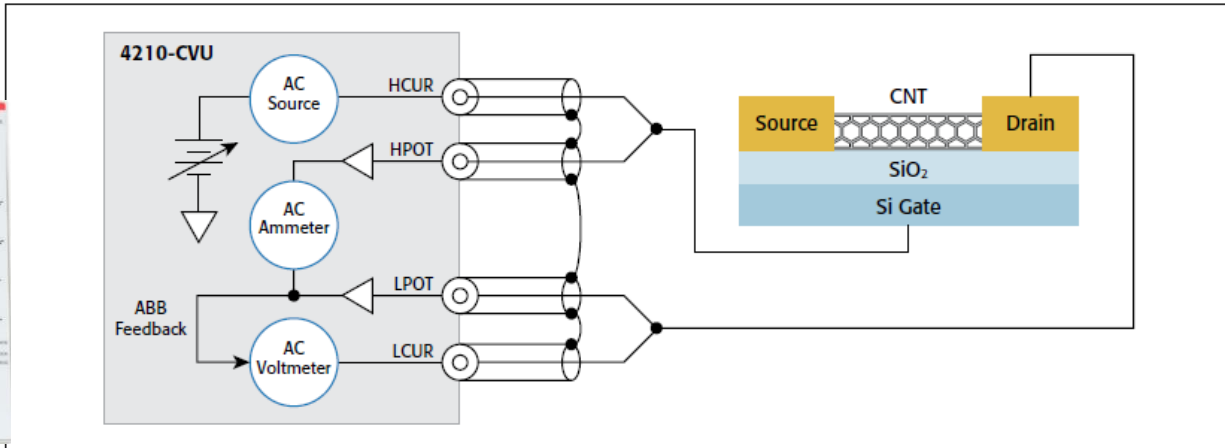 4210-CVU
AC
Source
HCUR
HPOT
AC
Ammeter
LPOT
ABB
Feedback
AC
Voltmeter
LCUR
CNT
Source
Drain
SiO₂
Si Gate